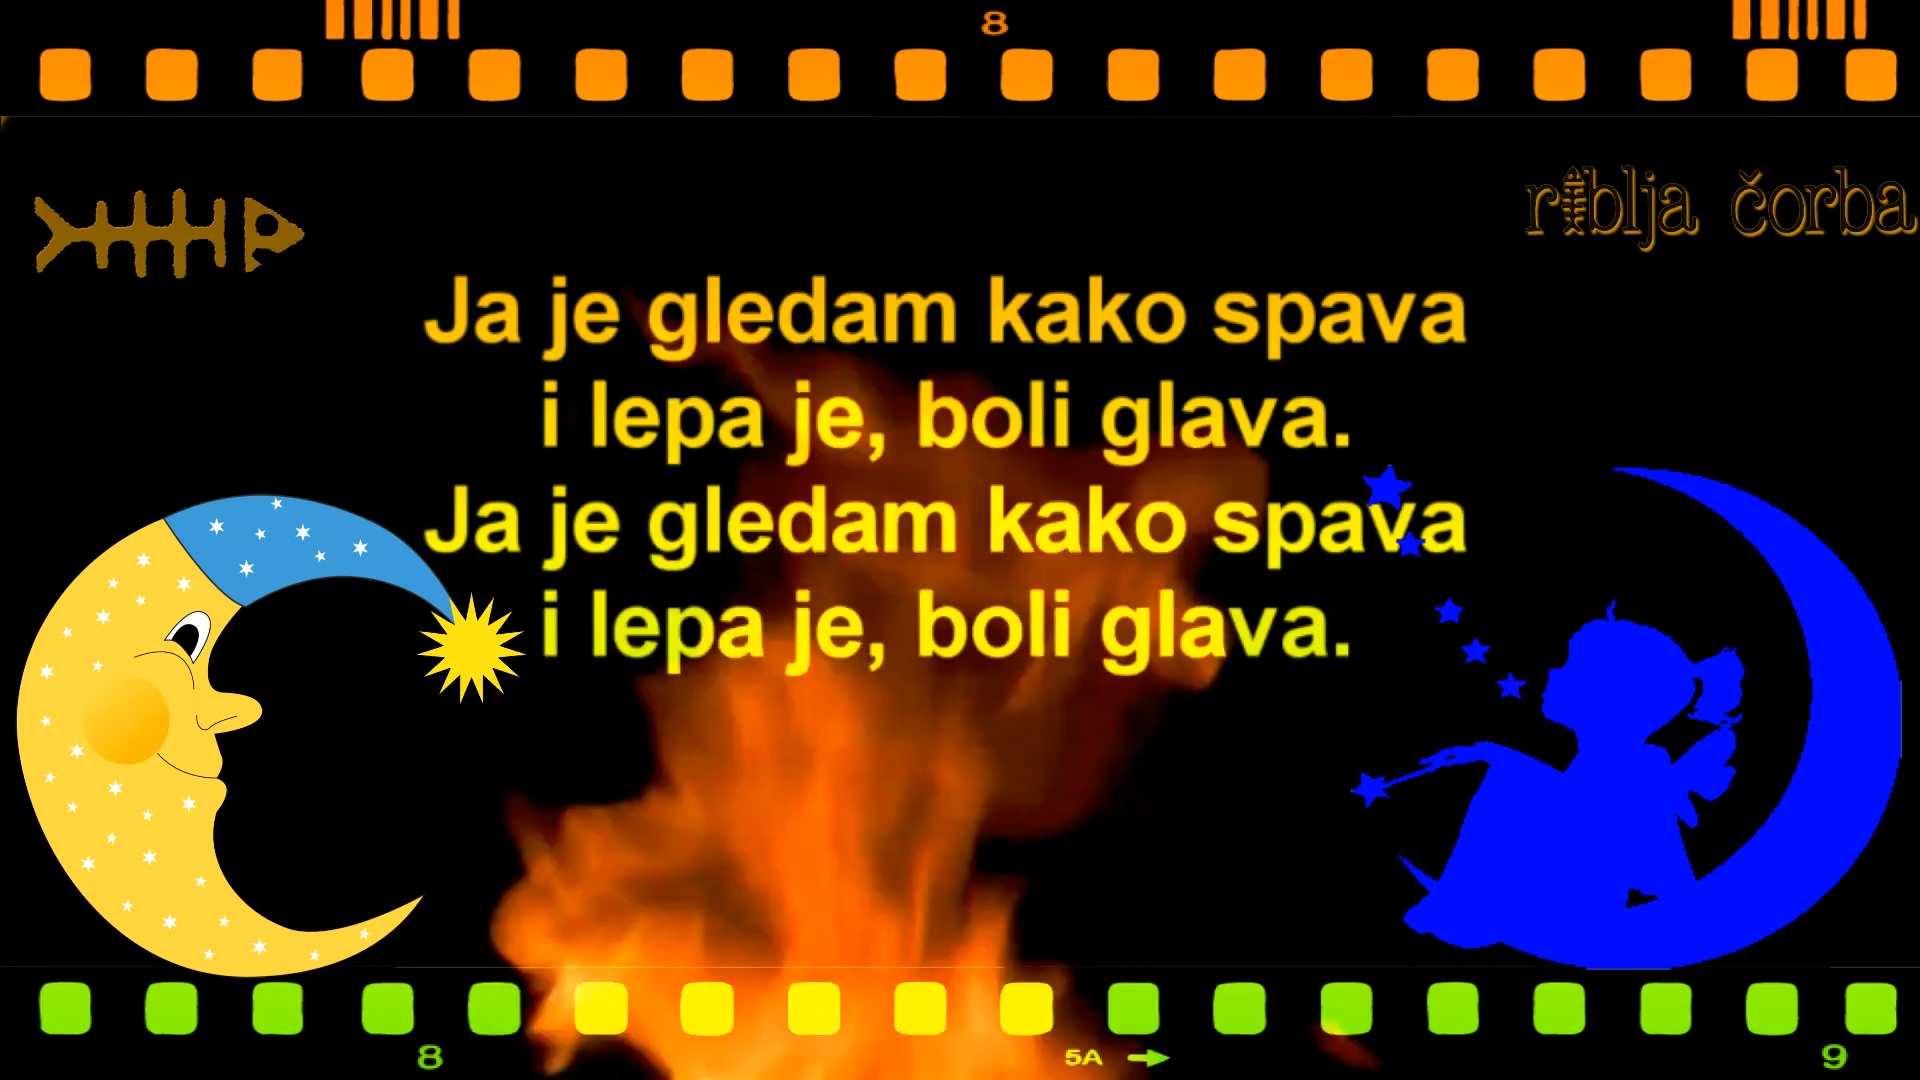 8
riblja čorba
Ja je gledam kako spava
i lepa je, boli glava.
Ja je gledam kako spava
i lepa je, boli glava.
8 5A 9